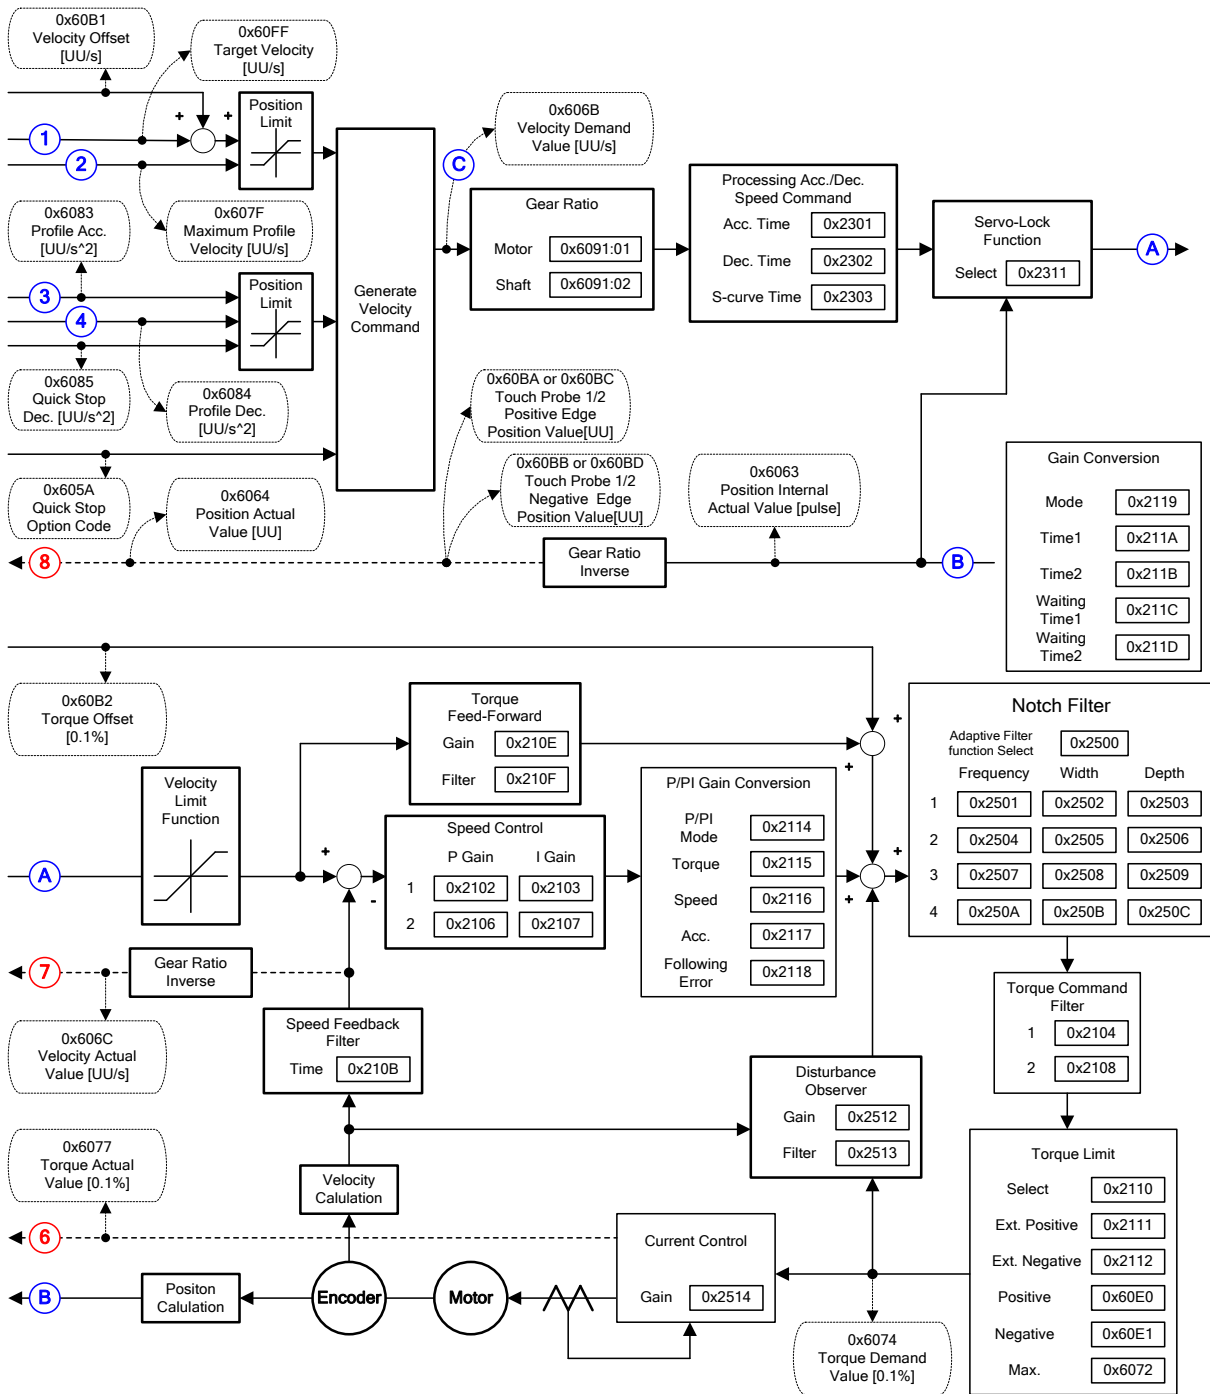 0x60B1
Velocity Offset
[UU/s]
0x60FF
Target Velocity
[UU/s]
+
+
1
2
Position
Limit
0x6083
Profile Acc.
[UU/s^2]
0x607F
Maximum Profile
Velocity [UU/s]
3
4
Position
Limit
0x6085
Quick Stop
Dec. [UU/s^2]
0x6084
Profile Dec.
[UU/s^2]
0x605A
Quick Stop
Option Code
0x6064
Position Actual
Value [UU]
8
Generate
Velocity
Command
C
0x606B
Velocity Demand
Value [UU/s]
Gear Ratio
Motor 0x6091:01
Shaft 0x6091:02
Processing Acc./Dec.
Speed Command
Acc. Time 0x2301
Dec. Time 0x2302
S-curve Time 0x2303
Servo-Lock
Function
Select 0x2311
A
0x60BA or 0x60BC
Touch Probe 1/2
Positive Edge
Position Value[UU]
0x60BB or 0x60BD
Touch Probe 1/2
Negative Edge
Position Value[UU]
0x6063
Position Internal
Actual Value [pulse]
Gear Ratio
Inverse
B
Gain Conversion
Mode 0x2119
Time1 0x211A
Time2 0x211B
Waiting
Time1 0x211C
Waiting
Time2 0x211D
0x60B2
Torque Offset
[0.1%]
Torque
Feed-Forward
Gain 0x210E
Filter 0x210F
+
+
A
Velocity
Limit
Function
+
-
Speed Control
P Gain I Gain
1 0x2102 0x2103
2 0x2106 0x2107
P/PI Gain Conversion
P/PI
Mode 0x2114
Torque 0x2115
Speed 0x2116
Acc. 0x2117
Following
Error 0x2118
+
+
Notch Filter
Adaptive Filter
function Select 0x2500
Frequency Width Depth
1 0x2501 0x2502 0x2503
2 0x2504 0x2505 0x2506
3 0x2507 0x2508 0x2509
4 0x250A 0x250B 0x250C
7
Gear Ratio
Inverse
0x606C
Velocity Actual
Value [UU/s]
Speed Feedback
Filter
Time 0x210B
Torque Command
Filter
1 0x2104
2 0x2108
Disturbance
Observer
Gain 0x2512
Filter 0x2513
0x6077
Torque Actual
Value [0.1%]
Velocity
Calulation
6
Torque Limit
Select 0x2110
Ext. Positive 0x2111
Ext. Negative 0x2112
Positive 0x60E0
Negative 0x60E1
Max. 0x6072
Current Control
Gain 0x2514
B
Positon
Calulation
Encoder
Motor
0x6074
Torque Demand
Value [0.1%]